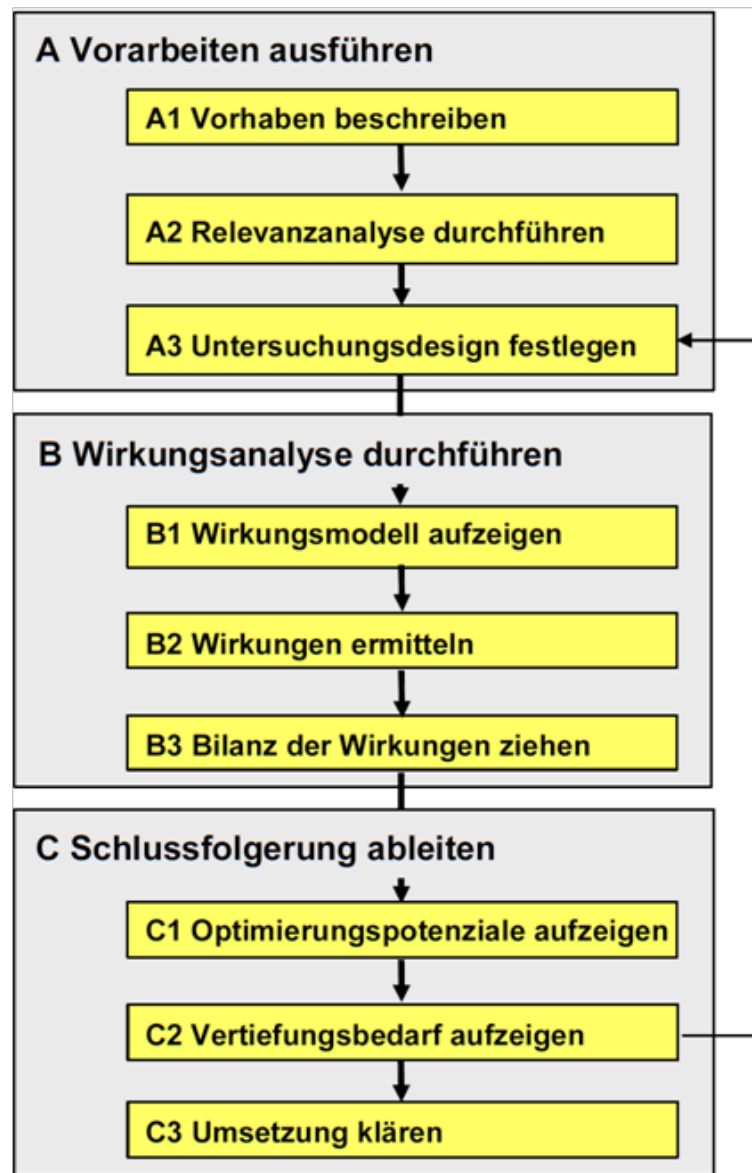 A Vorarbeiten ausführen
A1 Vorhaben beschreiben
A2 Relevanzanalyse durchführen
A3 Untersuchungsdesign festlegen
B Wirkungsanalyse durchführen
B1 Wirkungsmodell aufzeigen
B2 Wirkungen ermitteln
B3 Bilanz der Wirkungen ziehen
C Schlussfolgerung ableiten
C1 Optimierungspotenziale aufzeigen
C2 Vertiefungsbedarf aufzeigen
C3 Umsetzung klären